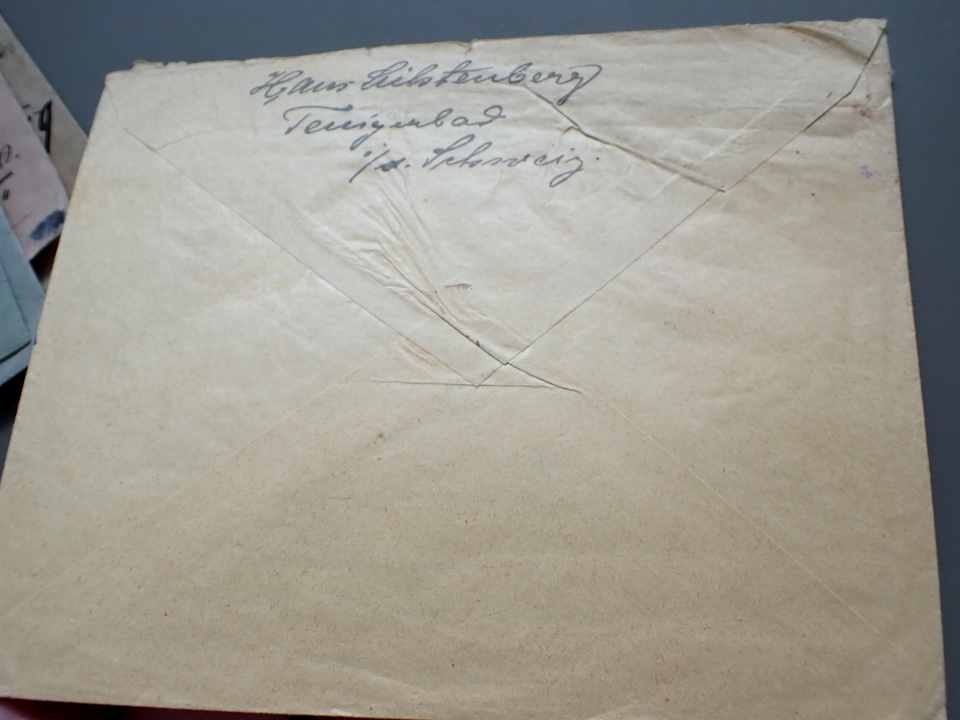 Hans Lichtenberg
Tenigerbad
i/d. Schweiz.